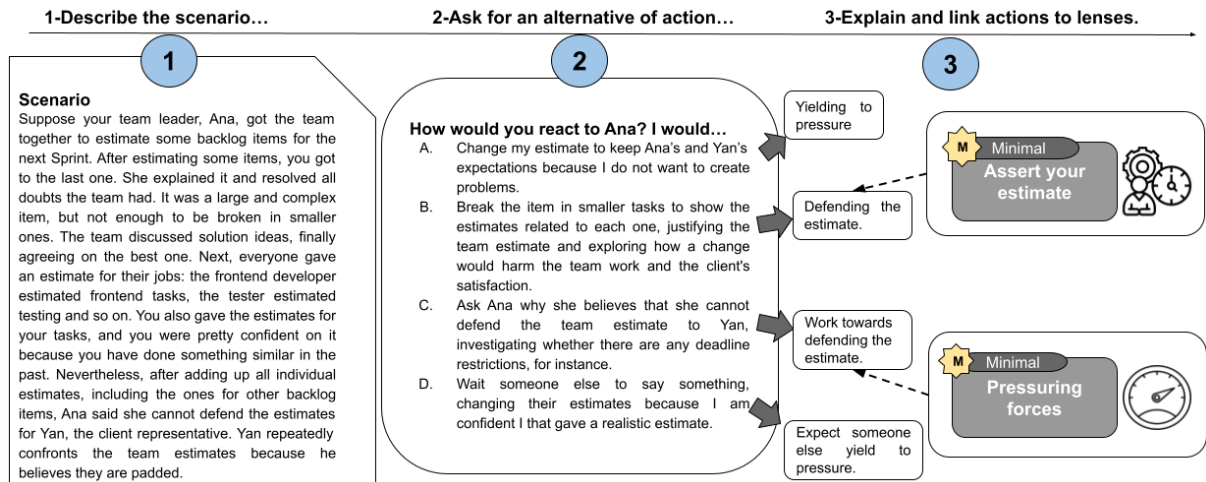 1-Describe the scenario…
2-Ask for an alternative of action…
3-Explain and link actions to lenses.
1
2
3
Scenario
Suppose your team leader, Ana, got the team
together to estimate some backlog items for the
next Sprint. After estimating some items, you got
to the last one. She explained it and resolved all
doubts the team had. It was a large and complex
item, but not enough to be broken in smaller
ones. The team discussed solution ideas, finally
agreeing on the best one. Next, everyone gave
an estimate for their jobs: the frontend developer
estimated frontend tasks, the tester estimated
testing and so on. You also gave the estimates for
your tasks, and you were pretty confident on it
because you have done something similar in the
past. Nevertheless, after adding up all individual
estimates, including the ones for other backlog
items, Ana said she cannot defend the estimates
for Yan, the client representative. Yan repeatedly
confronts the team estimates because he
believes they are padded.
How would you react to Ana? I would…
A. Change my estimate to keep Ana's and Yan's
expectations because I do not want to create
problems.
B. Break the item in smaller tasks to show the
estimates related to each one, justifying the
team estimate and exploring how a change
would harm the team work and the client's
satisfaction.
C. Ask Ana why she believes that she cannot
defend the team estimate to Yan,
investigating whether there are any deadline
restrictions, for instance.
D. Wait someone else to say something,
changing their estimates because I am
confident I that gave a realistic estimate.
Yielding to
pressure
Defending the
estimate.
Work towards
defending the
estimate.
Expect someone
else yield to
pressure.
M
Minimal
Assert your
estimate
M
Minimal
Pressuring
forces